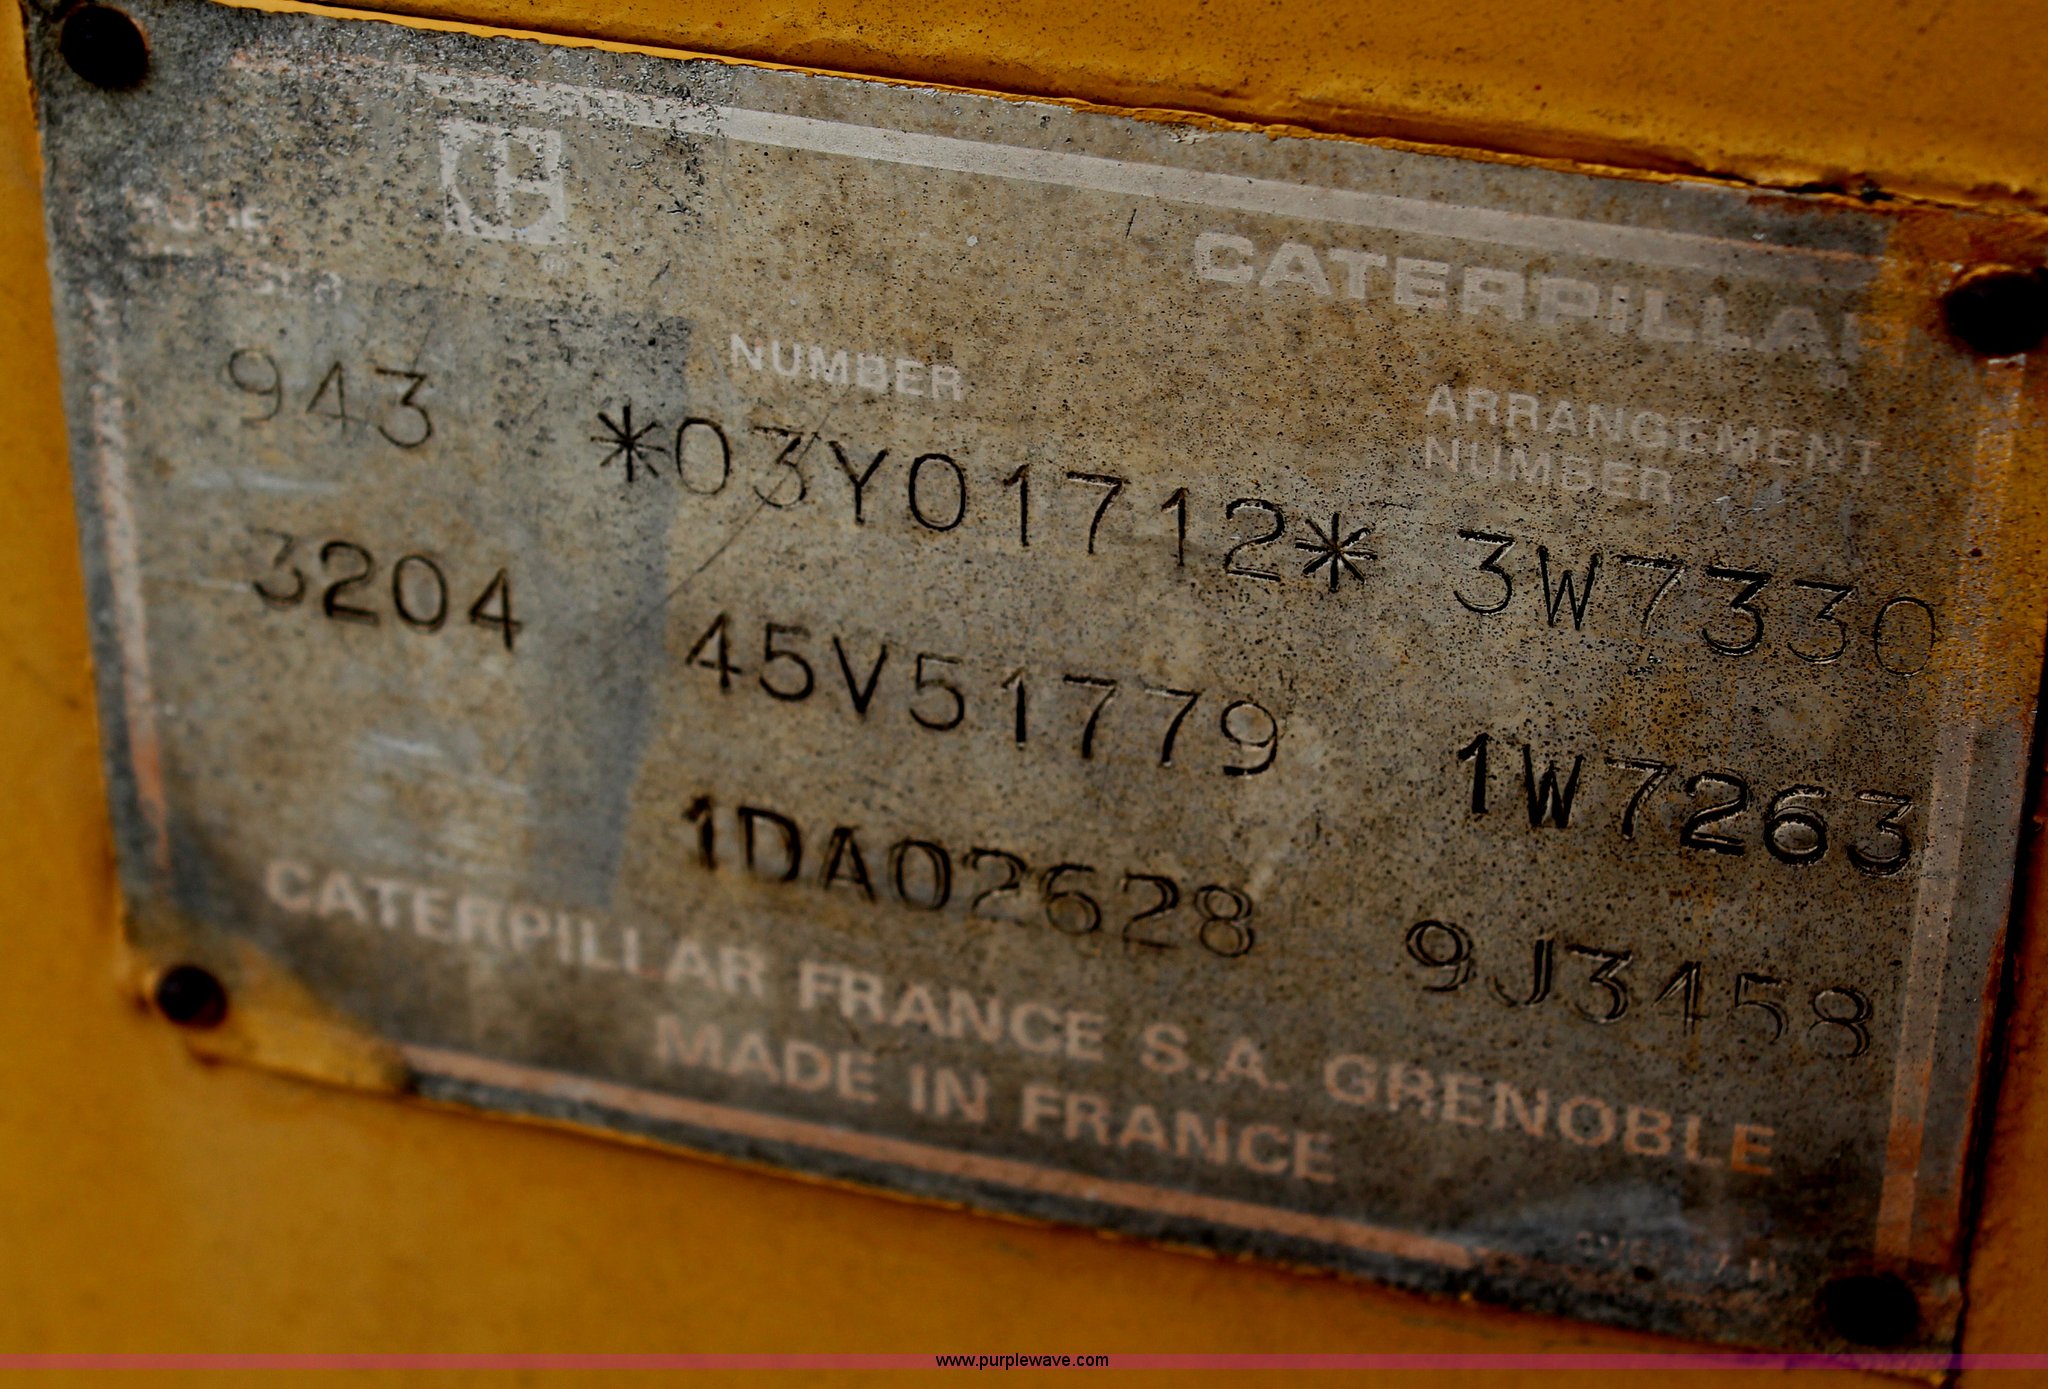 CATERPILLAR
NUMBER
ARRANGEMENT
NUMBER
943 *03Y01712* 3W7330
3204 45V51779 1W7263
1DA02628 9J3458
CATERPILLAR FRANCE S.A. GRENOBLE
MADE IN FRANCE
www.purplewave.com